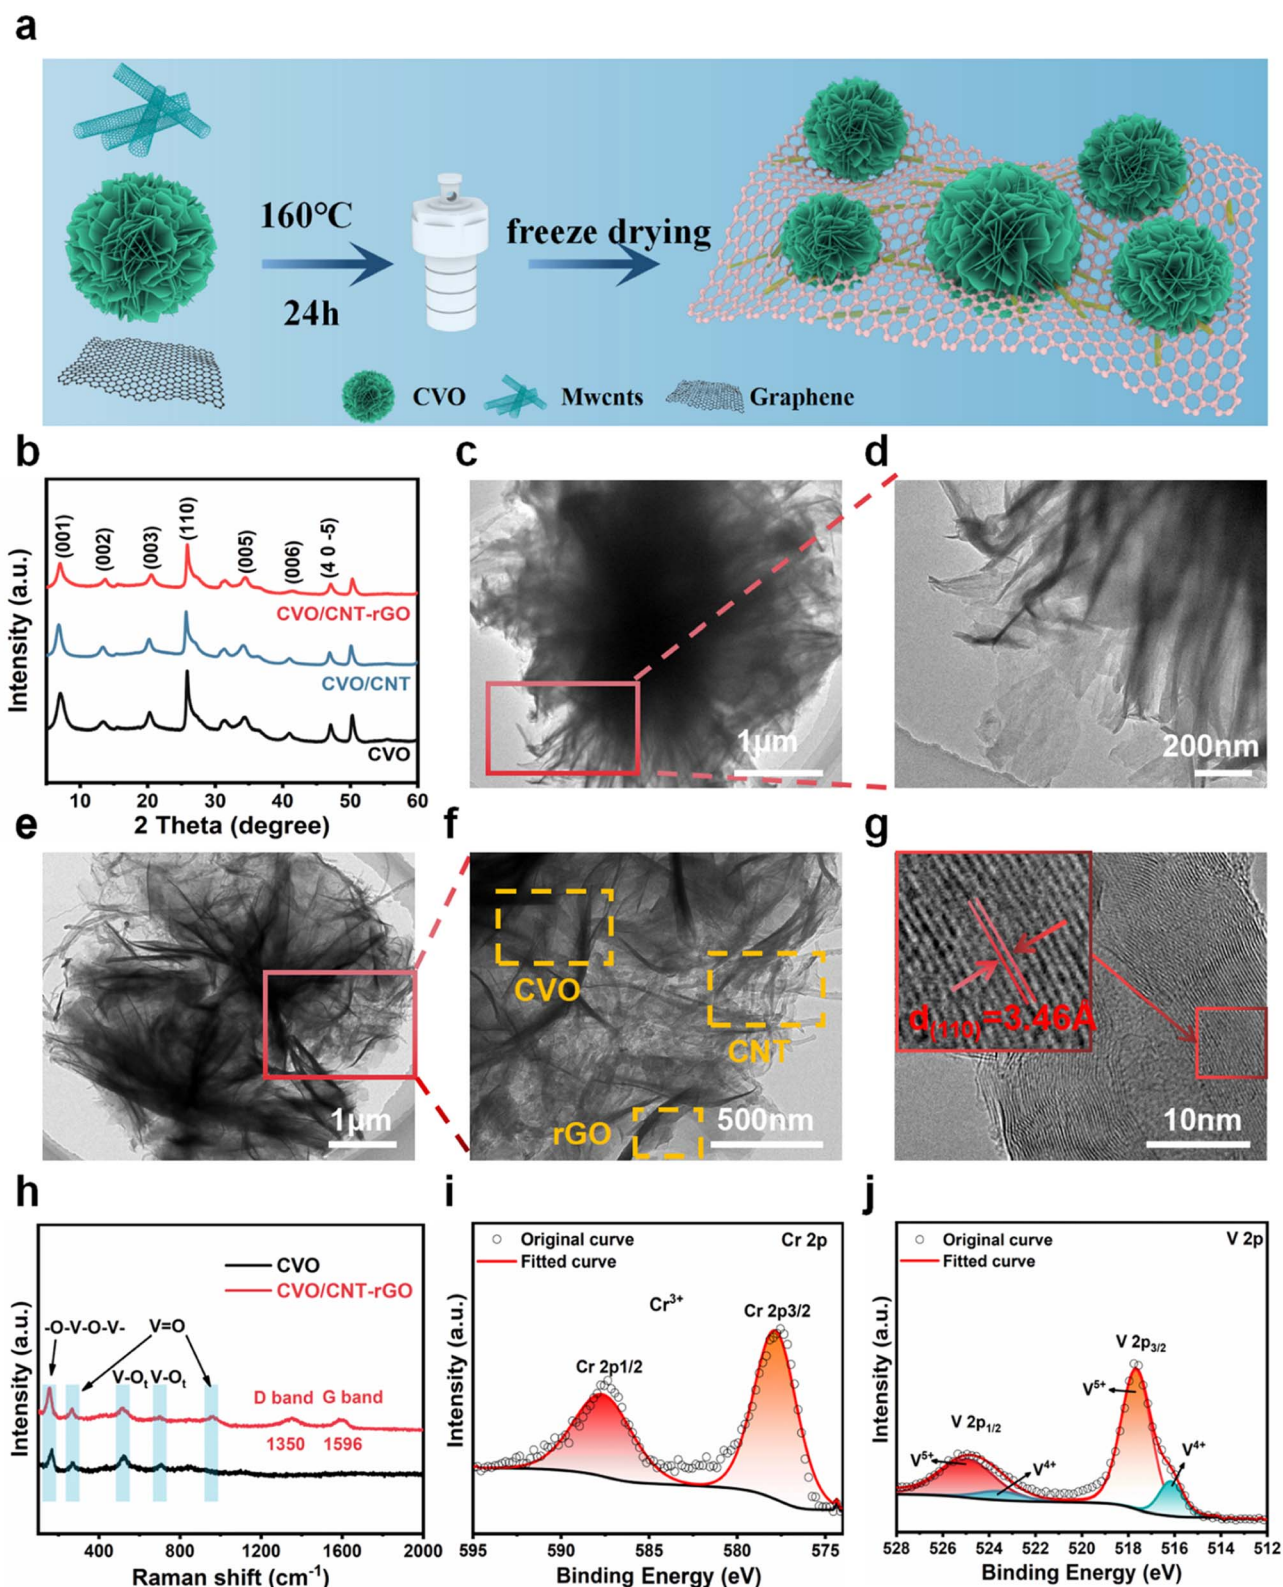 a
160℃
24h
freeze drying
CVO
Mwcnts
Graphene
b
Intensity (a.u.)
(001)
(002)
(003)
(110)
(005)
(006)
(4 0 -5)
CVO/CNT-rGO
CVO/CNT
CVO
10 20 30 40 50 60
2 Theta (degree)
c
1μm
d
200nm
e
1μm
f
CVO
CNT
rGO
500nm
g
d(110)=3.46Å
10nm
h
Intensity (a.u.)
CVO
CVO/CNT-rGO
-O-V-O-V-
V=O
V-Ot V-Ot
D band G band
1350 1596
400 800 1200 1600 2000
Raman shift (cm-1)
i
Intensity (a.u.)
Original curve
Fitted curve
Cr 2p
Cr3+
Cr 2p3/2
Cr 2p1/2
595 590 585 580 575
Binding Energy (eV)
j
Intensity (a.u.)
Original curve
Fitted curve
V 2p
V 2p3/2
V5+
V 2p1/2
V4+
V5+
V4+
528 526 524 522 520 518 516 514 512
Binding Energy (eV)